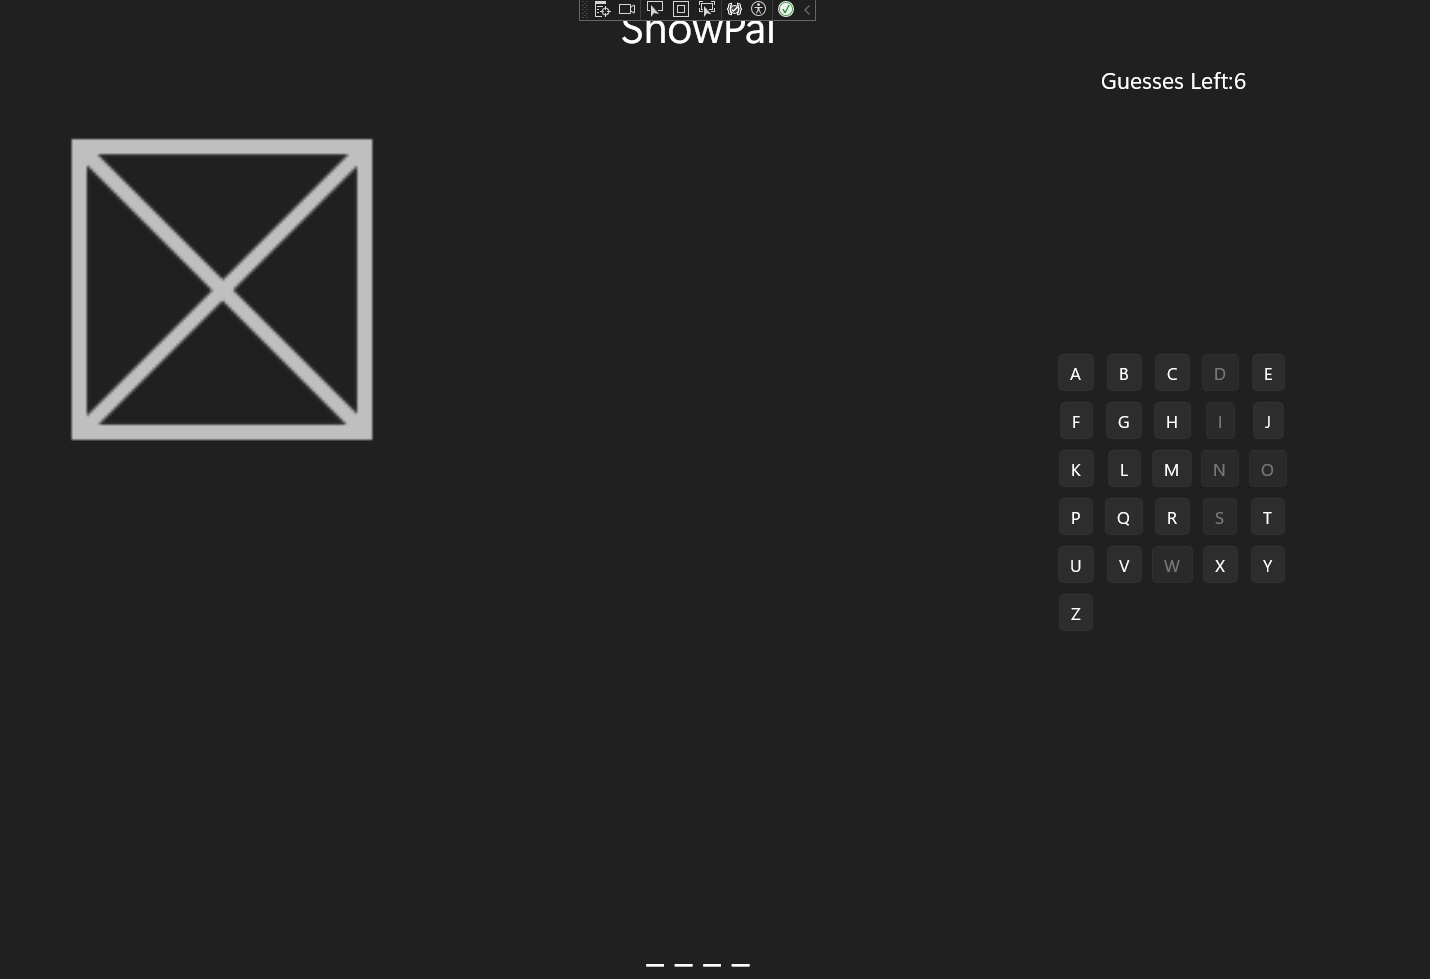 SnowPal
Guesses Left:6
A B C D E
F G H I J
K L M N O
P Q R S T
U V W X Y
Z
_ _ _ _